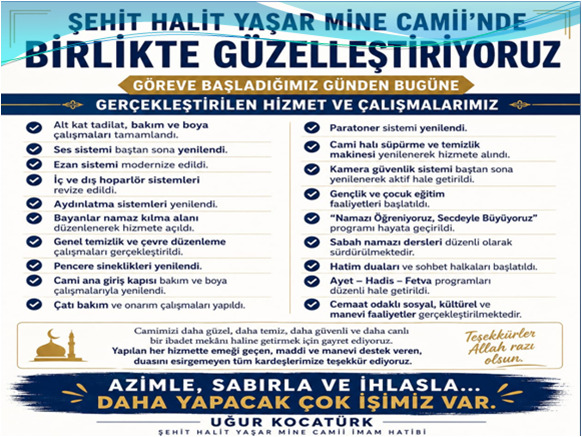 ŞEHİT HALİT YAŞAR MİNE CAMİİ'NDE
BİRLİKTE GÜZELLEŞTİRİYORUZ
GÖREVE BAŞLADIĞIMIZ GÜNDEN BUGÜNE
GERÇEKLEŞTİRİLEN HİZMET VE ÇALIŞMALARIMIZ
Alt kat tadilat, bakım ve boya
çalışmaları tamamlandı.
Ses sistemi baştan sona yenilendi.
Ezan sistemi modernize edildi.
İç ve dış hoparlör sistemleri
revize edildi.
Aydınlatma sistemleri yenilendi.
Bayanlar namaz kılma alanı
düzenlenerek hizmete açıldı.
Genel temizlik ve çevre düzenleme
çalışmaları gerçekleştirildi.
Pencere sineklikleri yenilendi.
Cami ana giriş kapısı bakım ve boya
çalışmalarıyla yenilendi.
Çatı bakım ve onarım çalışmaları yapıldı.
Paratoner sistemi yenilendi.
Cami halı süpürme ve temizlik
makinesi yenilenerek hizmete alındı.
Kamera güvenlik sistemi baştan sona
yenilenerek aktif hale getirildi.
Gençlik ve çocuk eğitim
faaliyetleri başlatıldı.
"Namazı Öğreniyoruz, Secdeyle Büyüyoruz"
programı hayata geçirildi.
Sabah namazı dersleri düzenli olarak
sürdürülmektedir.
Hatim duaları ve sohbet halkaları başlatıldı.
Ayet – Hadis – Fetva programları
düzenli hale getirildi.
Cemaat odaklı sosyal, kültürel ve
manevi faaliyetler gerçekleştirilmektedir.
Camimizi daha güzel, daha temiz, daha güvenli ve daha canlı
bir ibadet mekânı haline getirmek için gayret ediyoruz.
Yapılan her hizmette emeği geçen, maddi ve manevi destek veren,
duasını esirgemeyen tüm kardeşlerimize teşekkür ediyoruz.
Teşekkürler
Allah razı
olsun.
AZİMLE, SABIRLA VE İHLASLA...
DAHA YAPACAK ÇOK İŞİMİZ VAR.
UĞUR KOCATÜRK
ŞEHİT HALİT YAŞAR MİNE CAMİİ İMAM HATİBİ